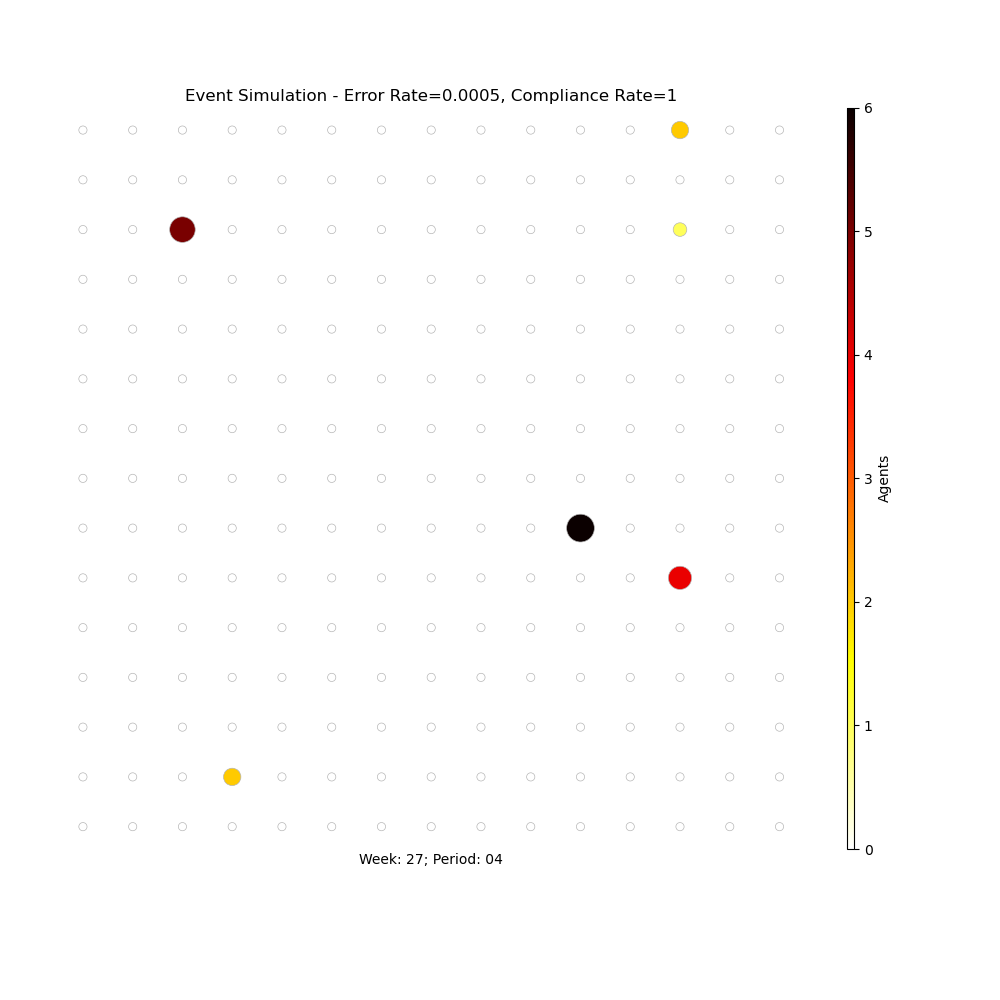 Event Simulation - Error Rate=0.0005, Compliance Rate=1
6
5
4
3
2
1
0
Agents
Week: 27; Period: 04